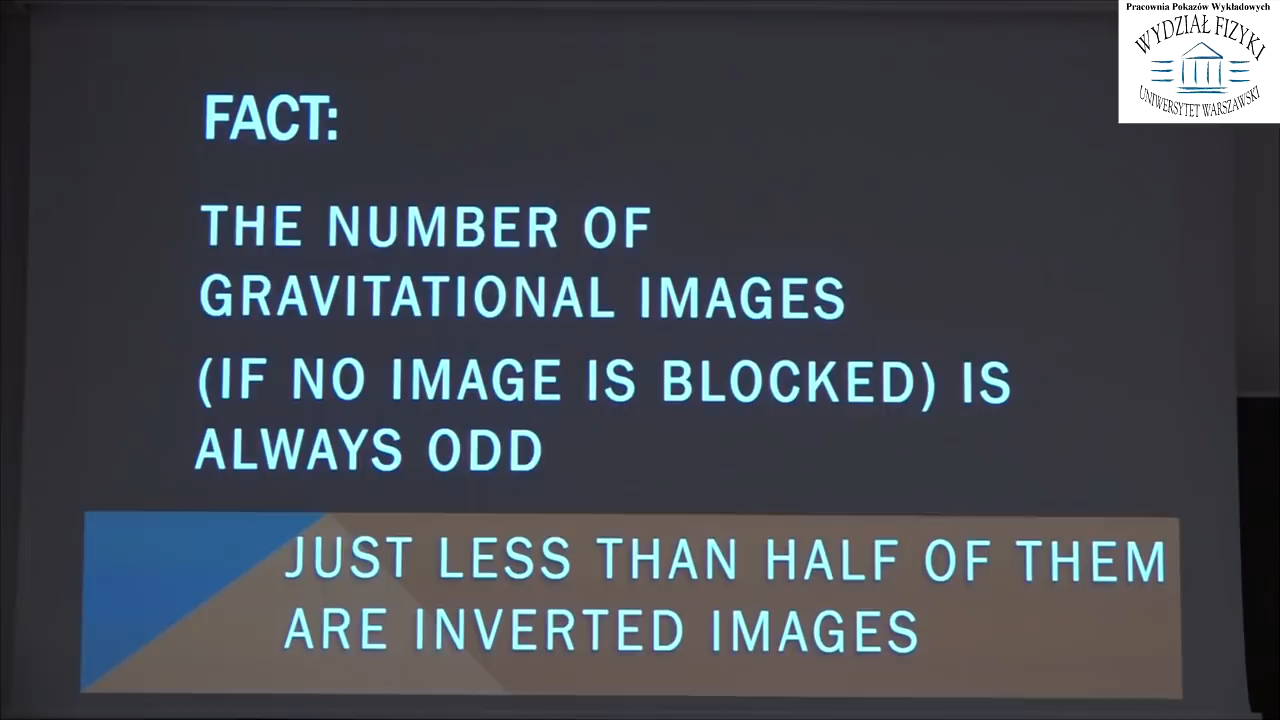 Pracownia Pokazów Wykładowych
WYDZIAŁ FIZYKI
UNIWERSYTET WARSZAWSKI
FACT:
THE NUMBER OF
GRAVITATIONAL IMAGES
(IF NO IMAGE IS BLOCKED) IS
ALWAYS ODD
JUST LESS THAN HALF OF THEM
ARE INVERTED IMAGES